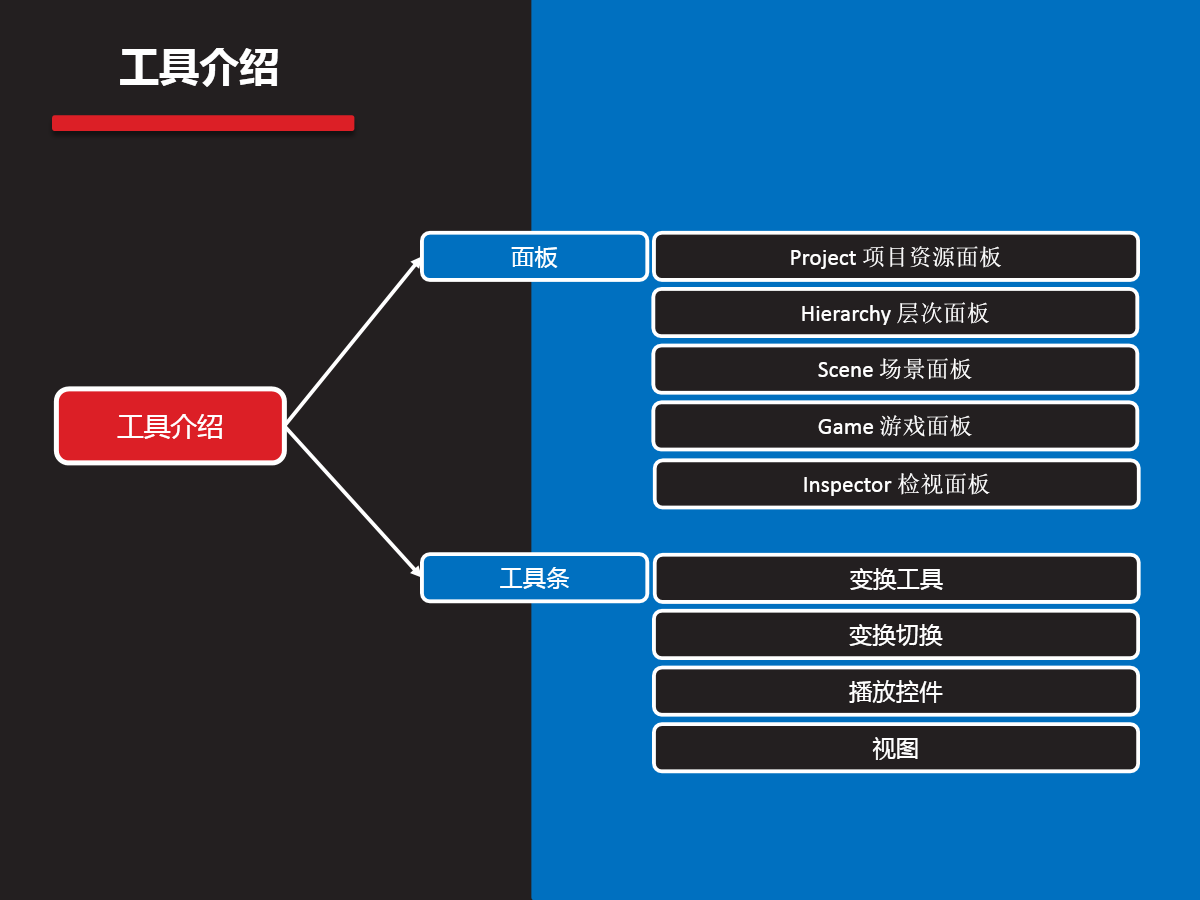 工具介绍
工具介绍
面板
Project 项目资源面板
Hierarchy 层次面板
Scene 场景面板
Game 游戏面板
Inspector 检视面板
工具条
变换工具
变换切换
播放控件
视图